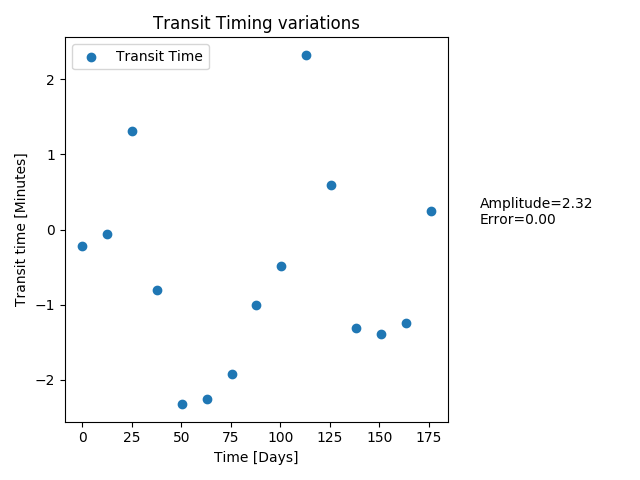 Transit Timing variations
Transit Time
Transit time [Minutes]
2
1
0
−1
−2
Amplitude=2.32
Error=0.00
0 25 50 75 100 125 150 175
Time [Days]